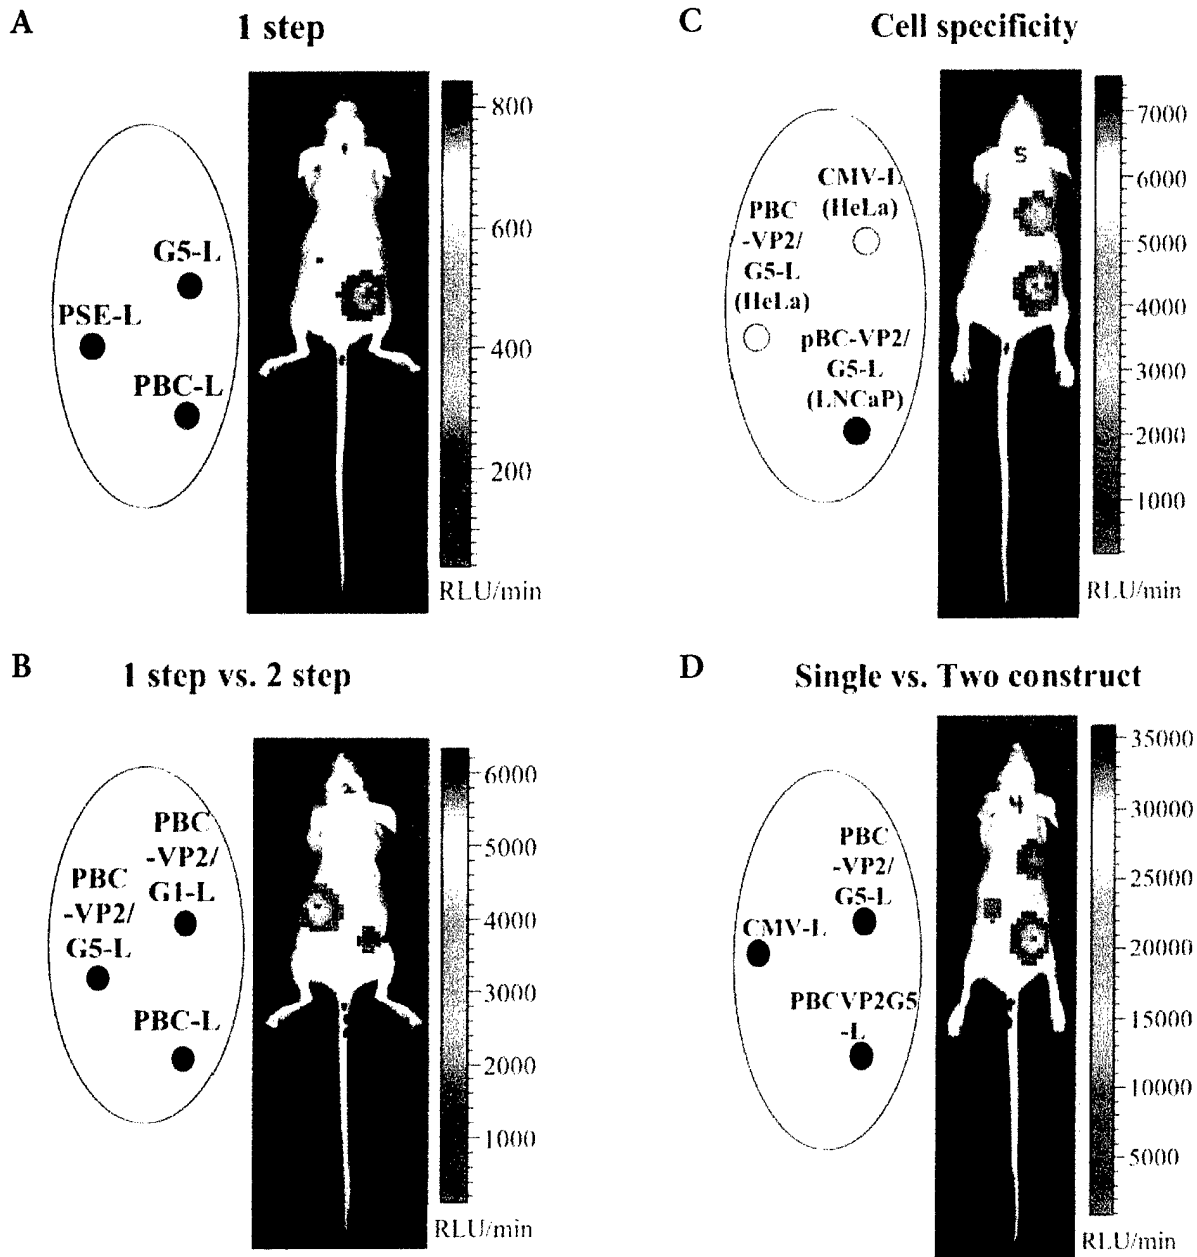 A
1 step
G5-L
PSE-L
PBC-L
800
600
400
200
RLU/min
B
1 step vs. 2 step
PBC
-VP2/
G1-L
PBC
-VP2/
G5-L
PBC-L
2
6000
5000
4000
3000
2000
1000
RLU/min
C
Cell specificity
CMV-L
(HeLa)
PBC
-VP2/
G5-L
(HeLa)
pBC-VP2/
G5-L
(LNCaP)
5
7000
6000
5000
4000
3000
2000
1000
RLU/min
D
Single vs. Two construct
PBC
-VP2/
G5-L
CMV-L
PBCVP2G5
-L
4
35000
30000
25000
20000
15000
10000
5000
RLU/min